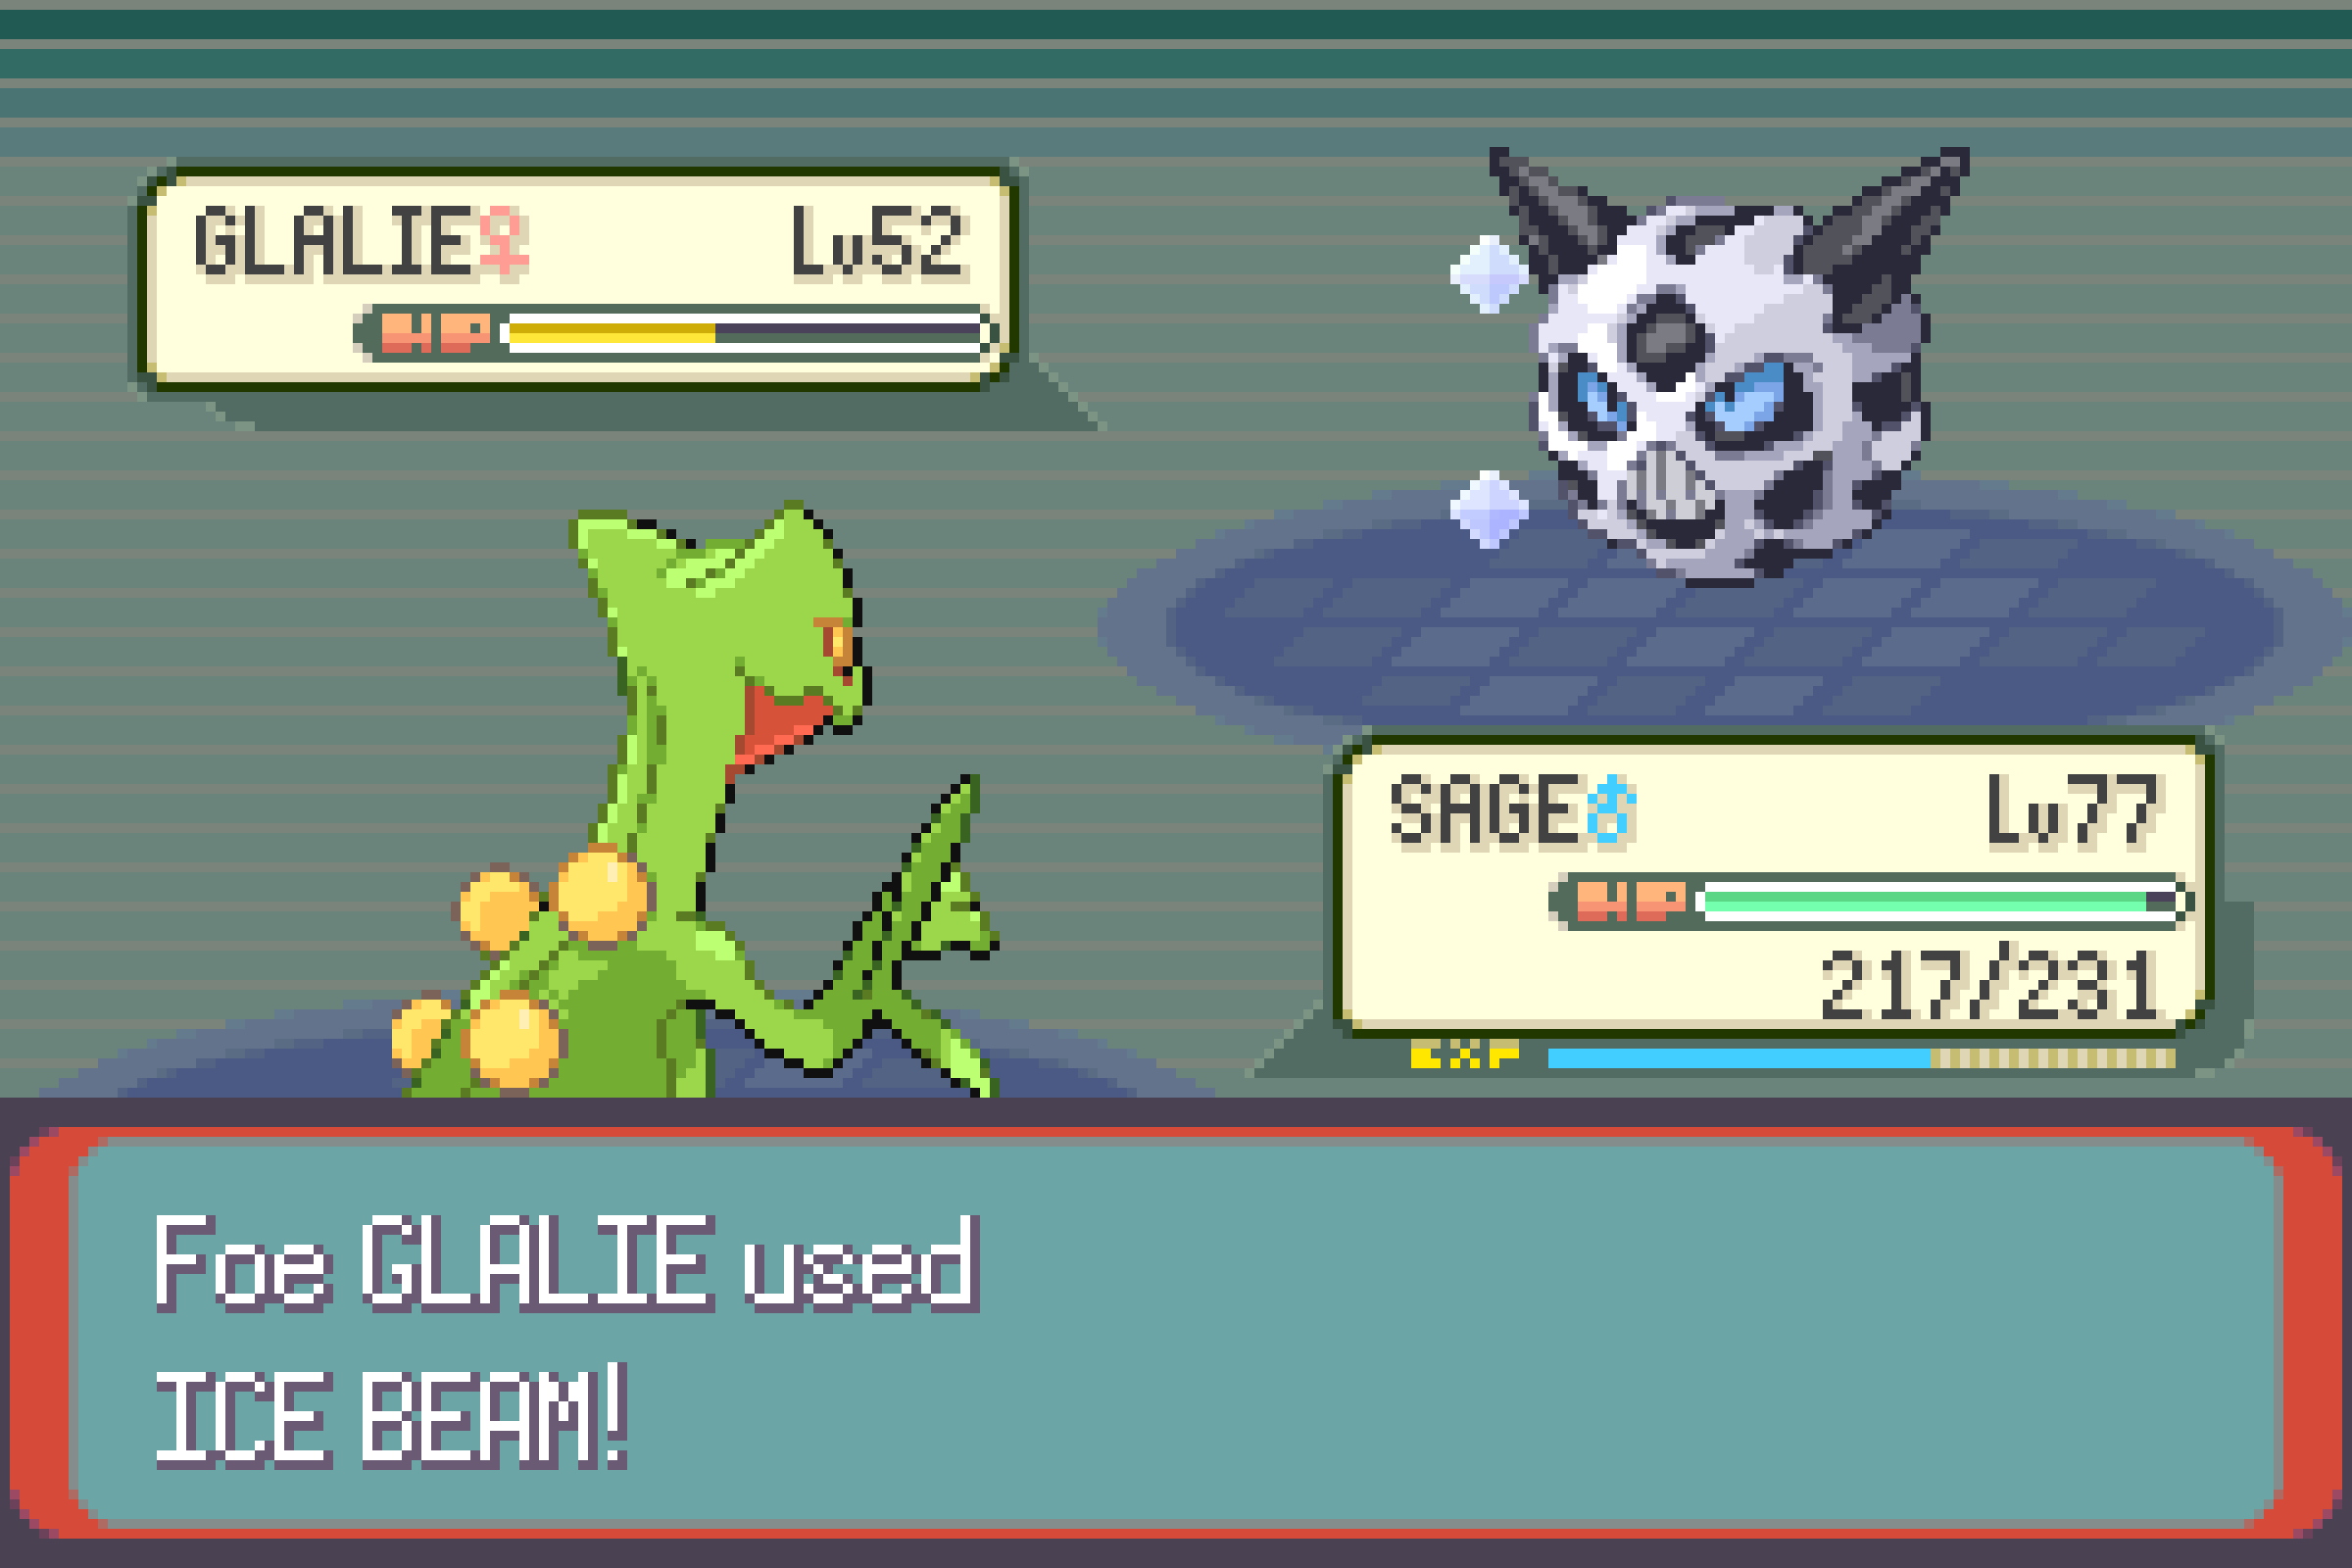 GLALIE♀ Lv52
HP
SAGE♂ Lv77
HP
217/231
EXP
Foe GLALIE used
ICE BEAM!